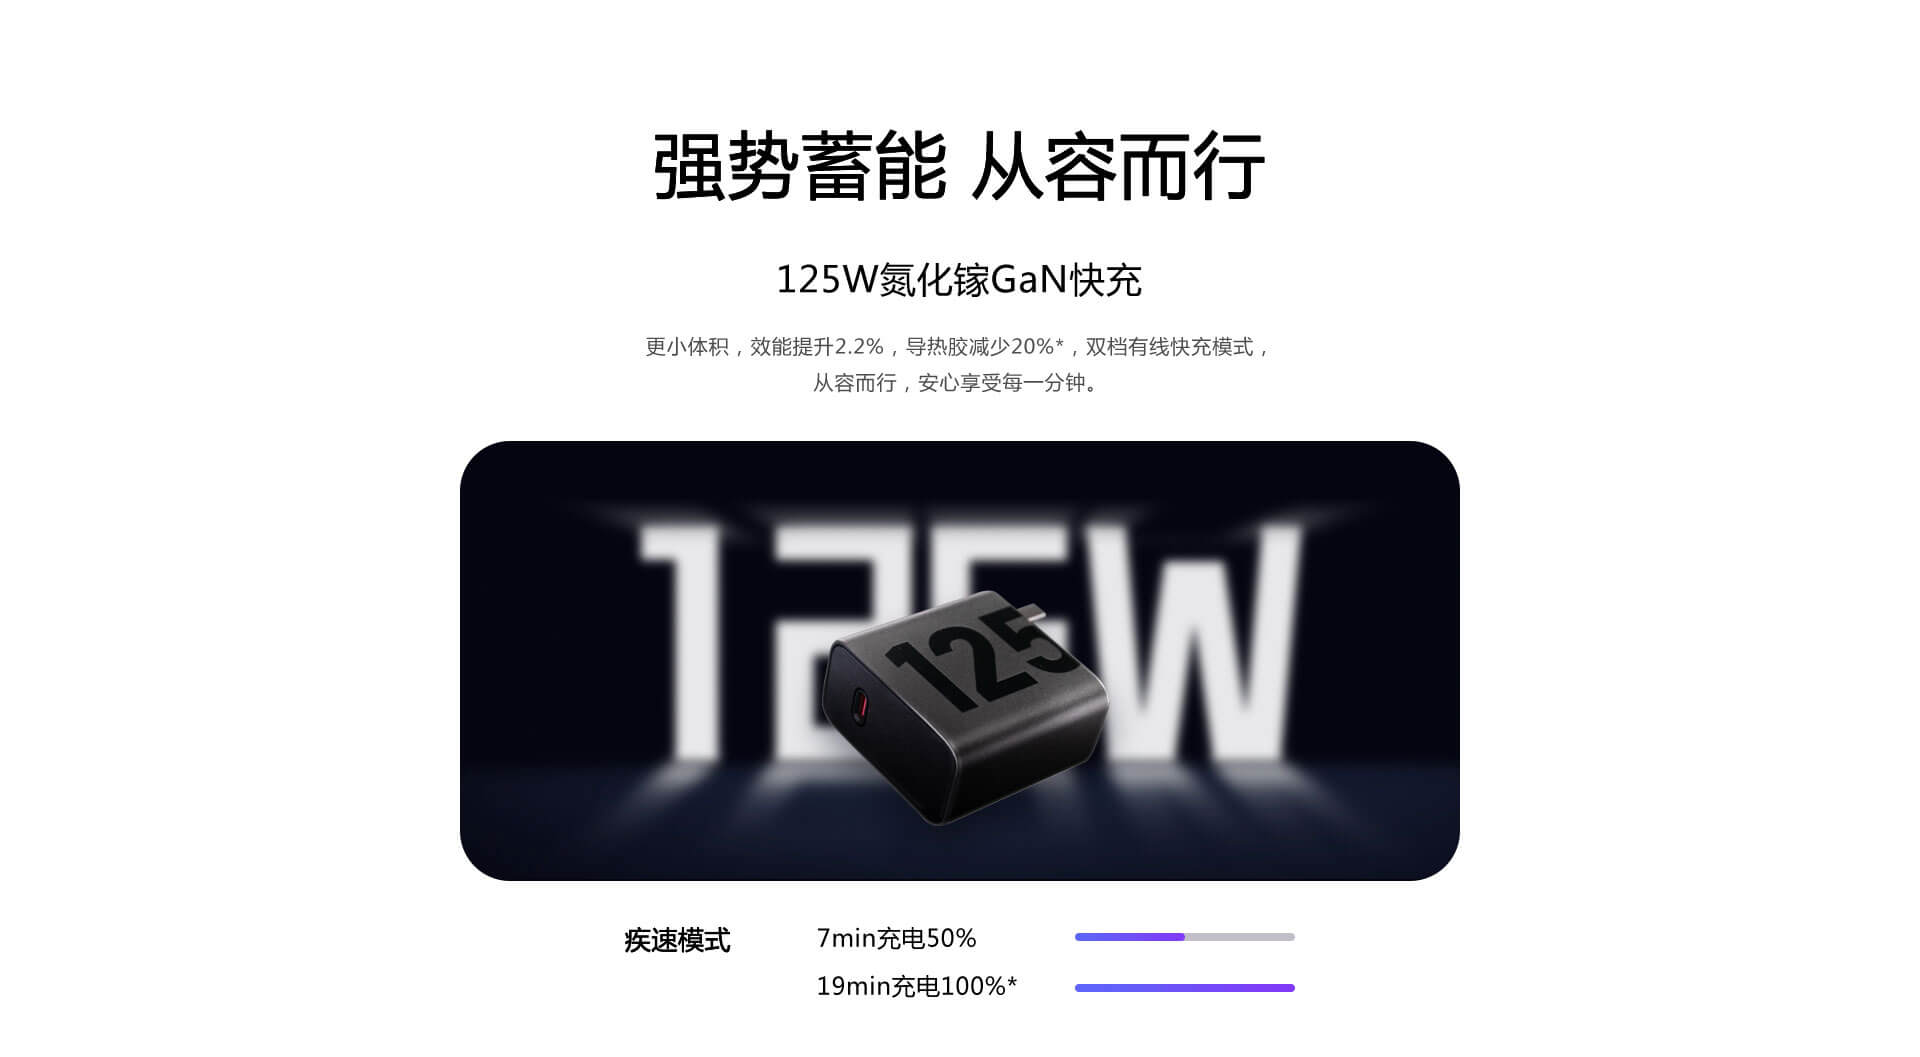 强势蓄能 从容而行
125W氮化镓GaN快充
更小体积，效能提升2.2%，导热胶减少20%*，双档有线快充模式，
从容而行，安心享受每一分钟。
125W
125
疾速模式
7min充电50%
19min充电100%*